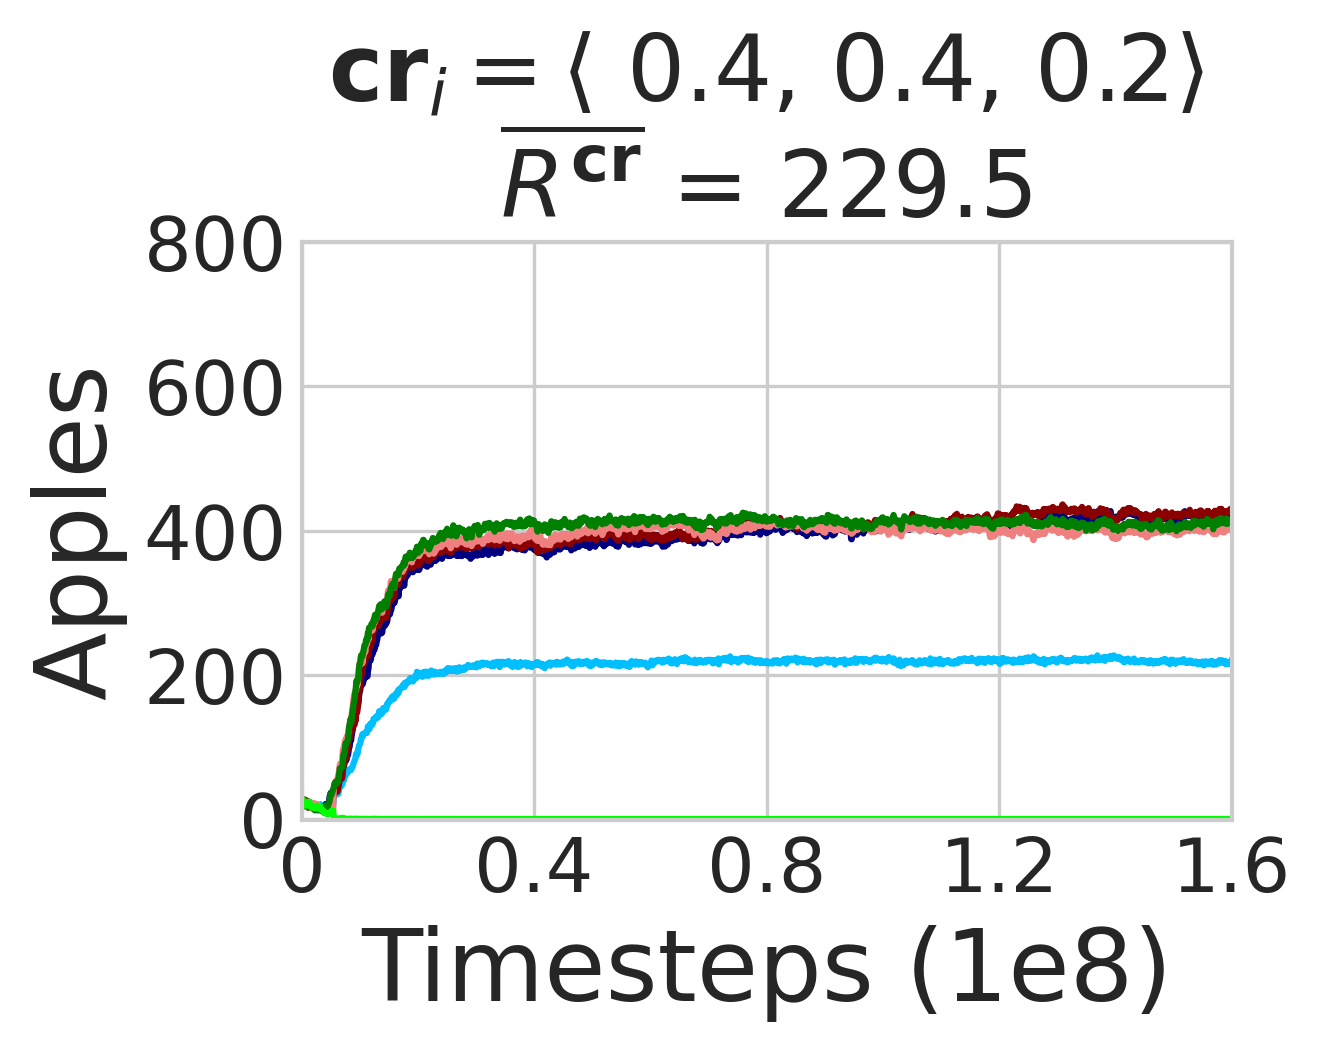 cr_i = ⟨ 0.4, 0.4, 0.2⟩
R^cr = 229.5
800
600
400
200
0
Apples
0 0.4 0.8 1.2 1.6
Timesteps (1e8)